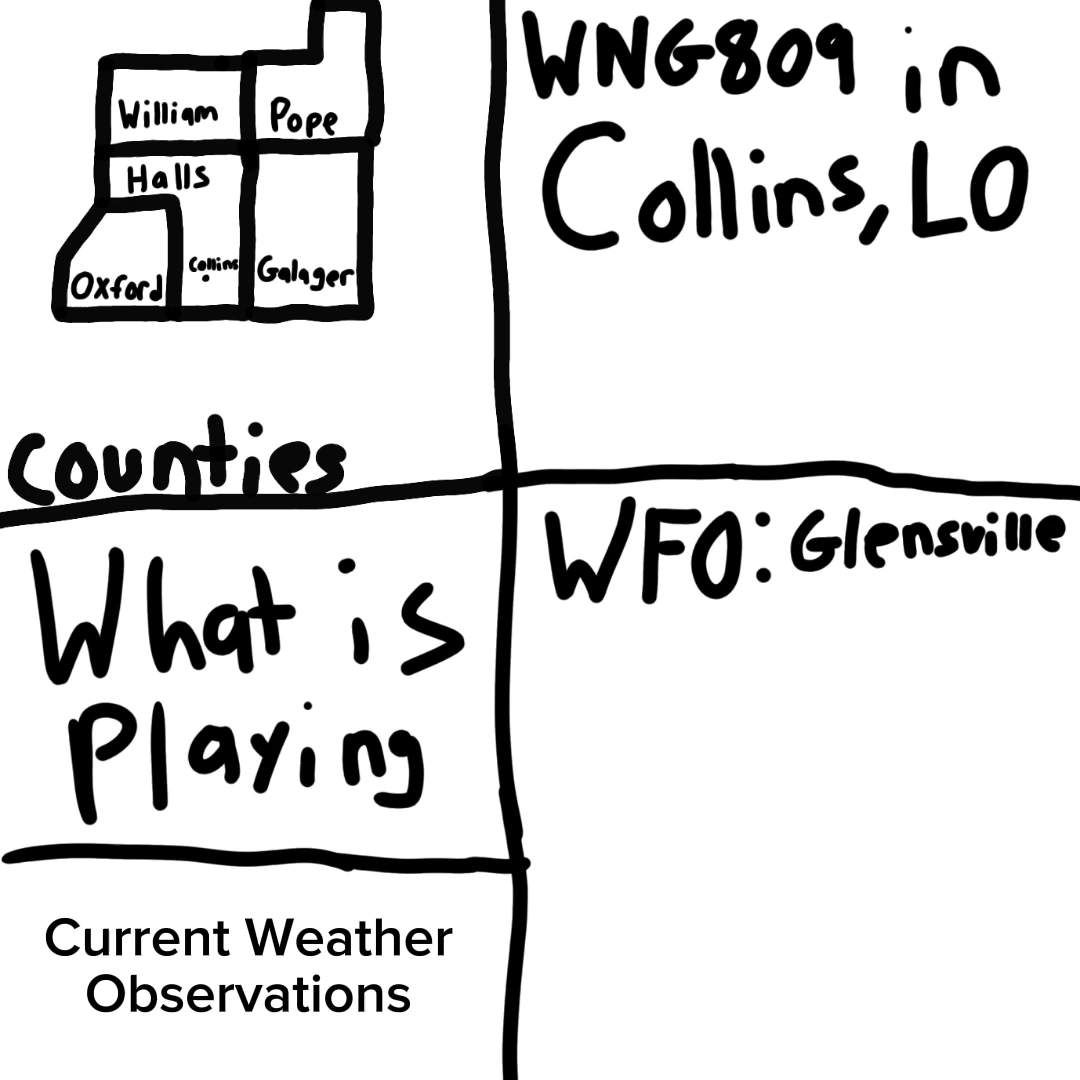 William
Pope
Halls
Collins
Oxford
Galager
Counties
WNG809 in
Collins, LO
What is
Playing
WFO: Glensville
Current Weather
Observations